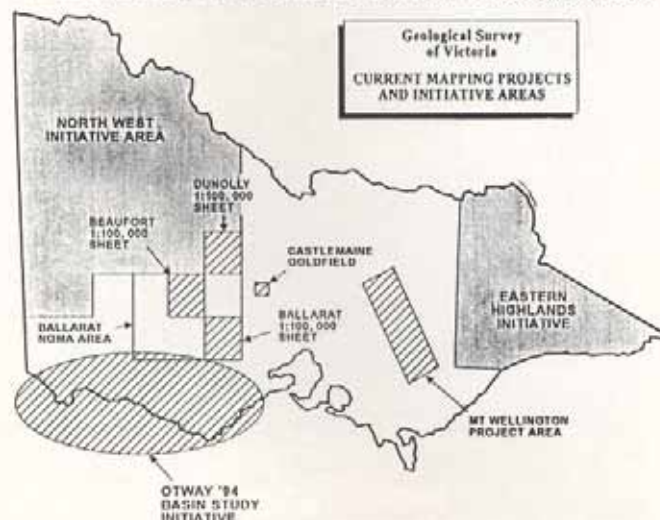 Geological Survey
of Victoria
CURRENT MAPPING PROJECTS
AND INITIATIVE AREAS
NORTH WEST
INITIATIVE AREA
DUNOLLY
1:100,000
SHEET
BEAUFORT
1:100,000
SHEET
CASTLEMAINE
GOLDFIELD
EASTERN
HIGHLANDS
INITIATIVE
BALLARAT
NGMA AREA
BALLARAT
1:100,000
SHEET
MT WELLINGTON
PROJECT AREA
OTWAY '94
BASIN STUDY
INITIATIVE